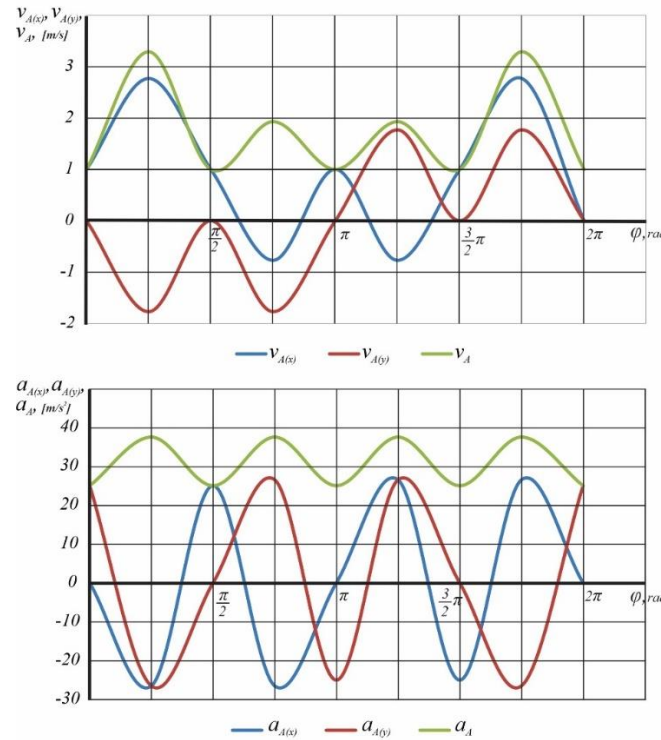 v_A(x), v_A(y),
v_A, [m/s]
3
2
1
0
-1
-2
π/2
π
3/2 π
2π
φ, rad
v_A(x) v_A(y) v_A
a_A(x), a_A(y),
a_A, [m/s²]
40
30
20
10
0
-10
-20
-30
π/2
π
3/2 π
2π
φ, rad
a_A(x) a_A(y) a_A